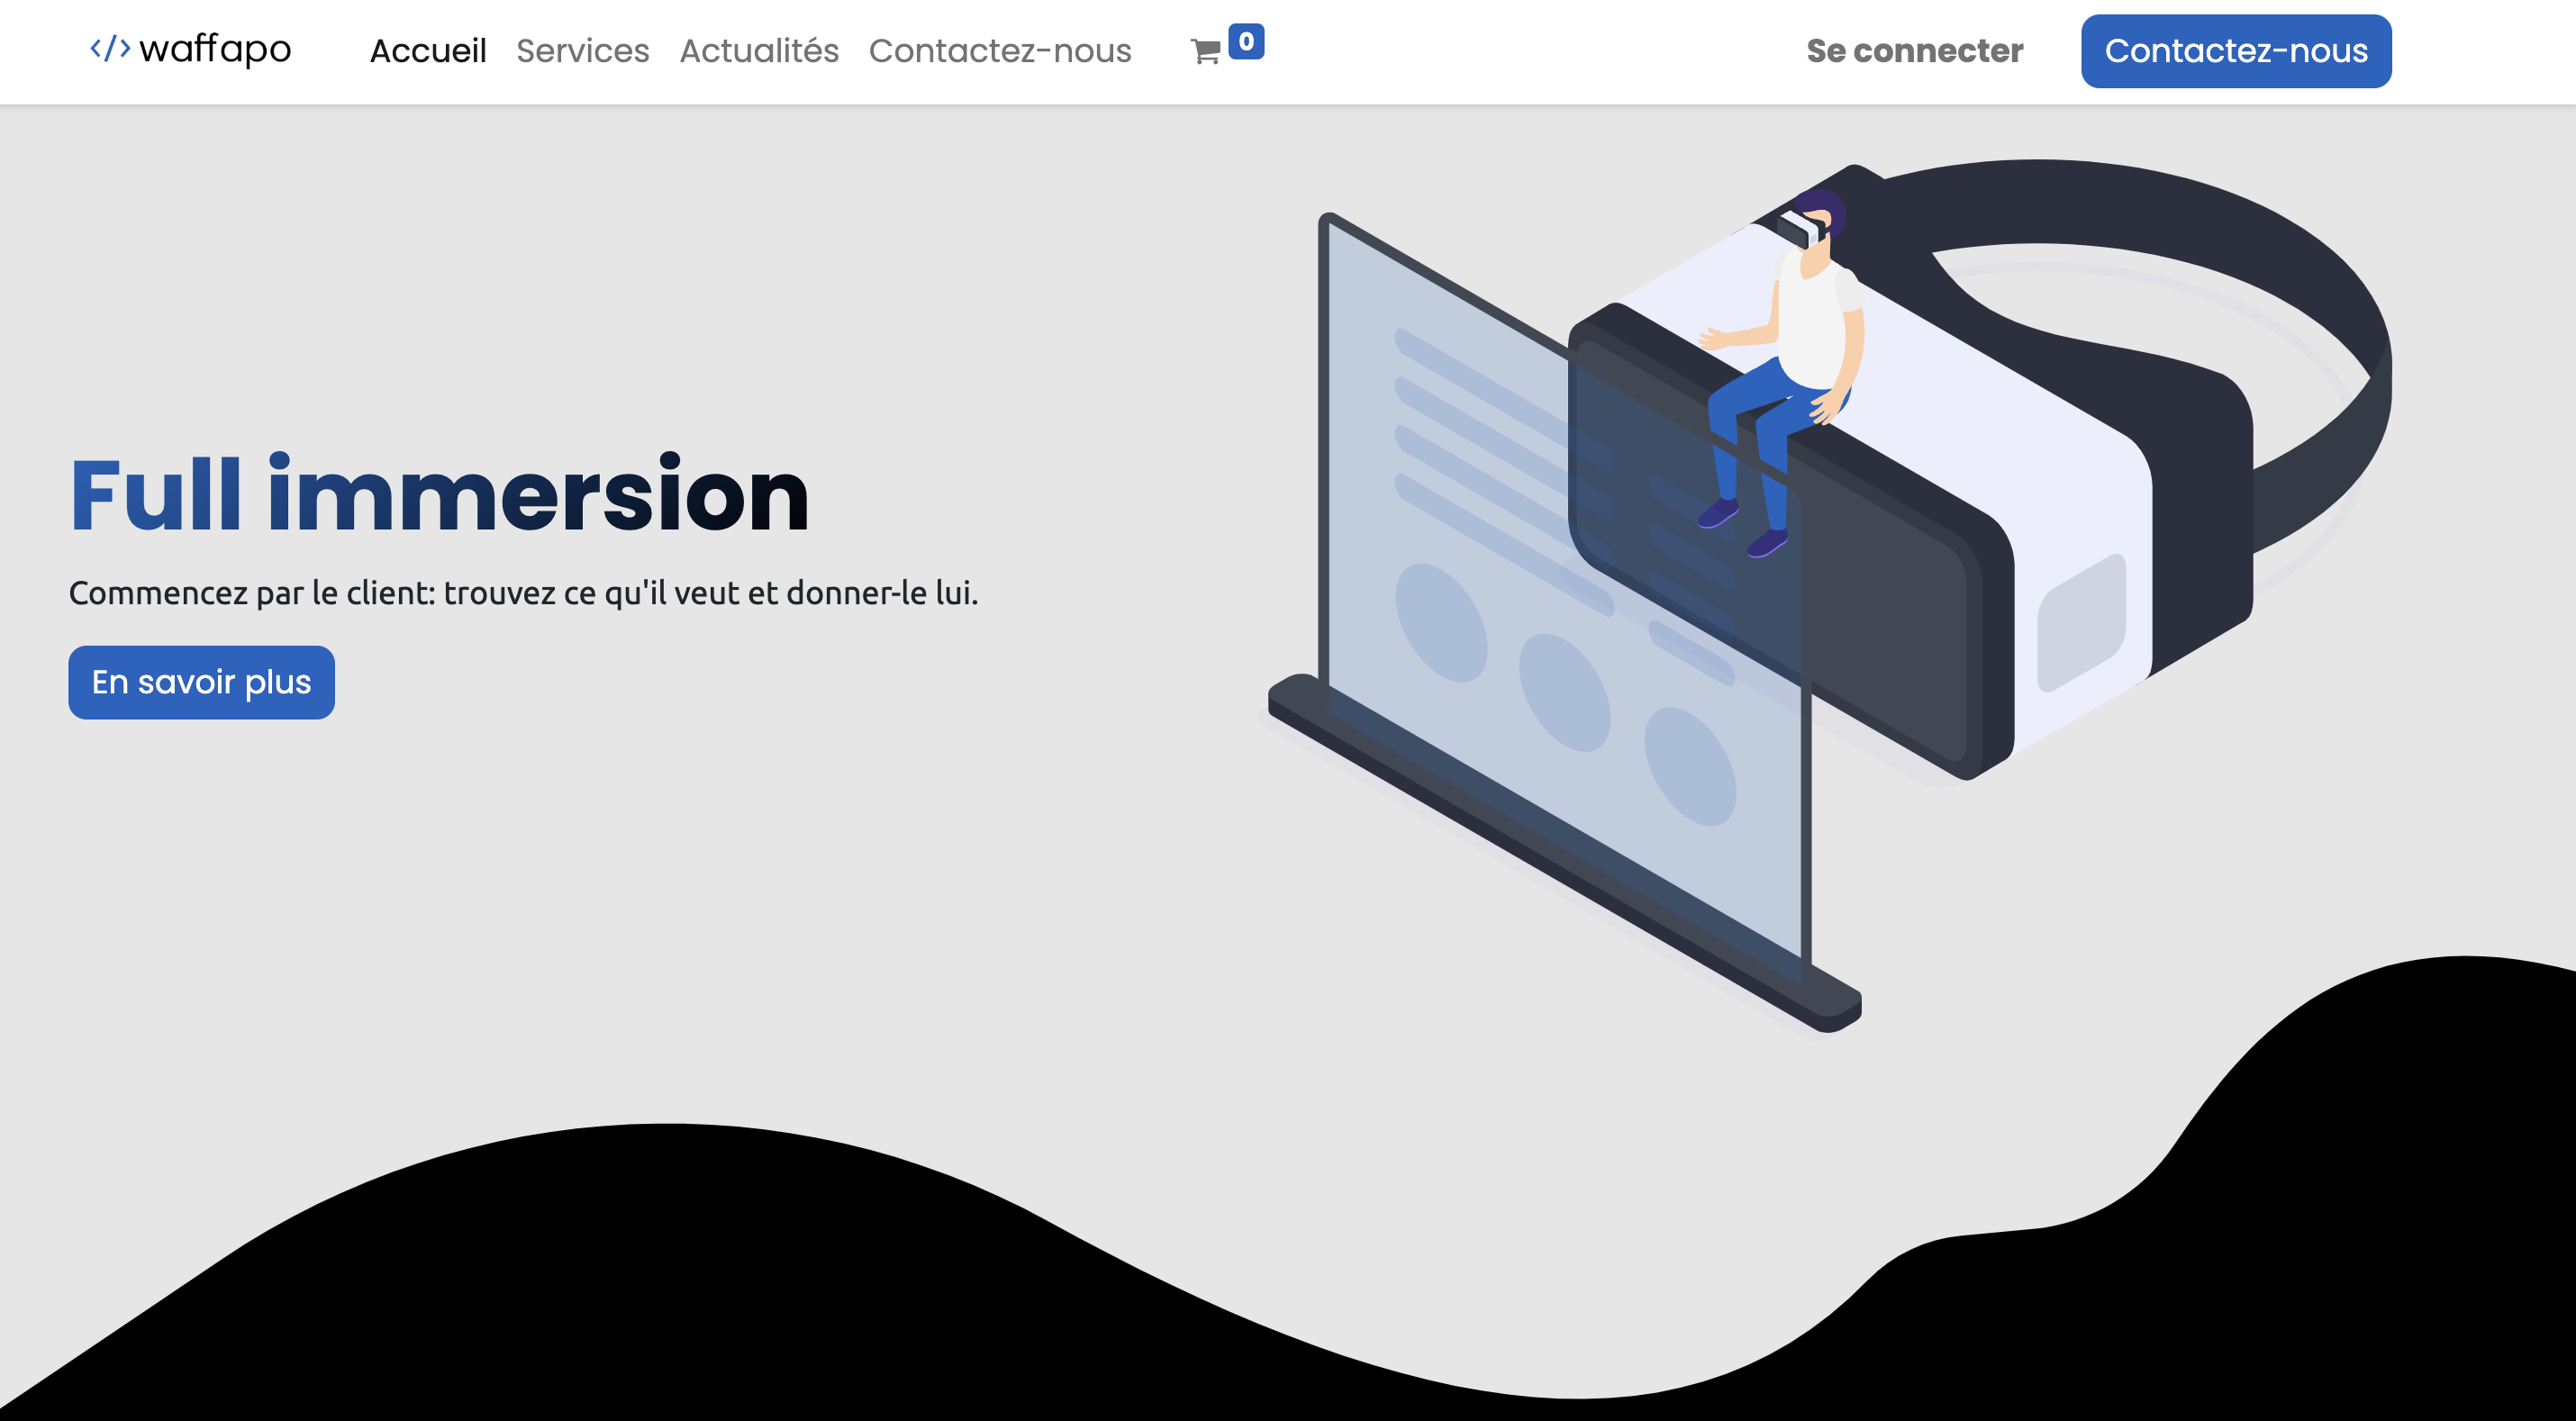 </> waffapo
Accueil Services Actualités Contactez-nous 0 Se connecter Contactez-nous
Full immersion
Commencez par le client: trouvez ce qu'il veut et donner-le lui.
En savoir plus